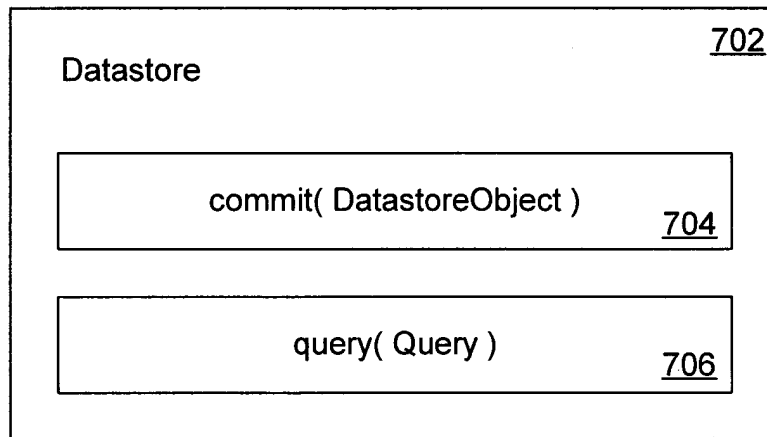 702
Datastore
commit( DatastoreObject )
704
query( Query )
706